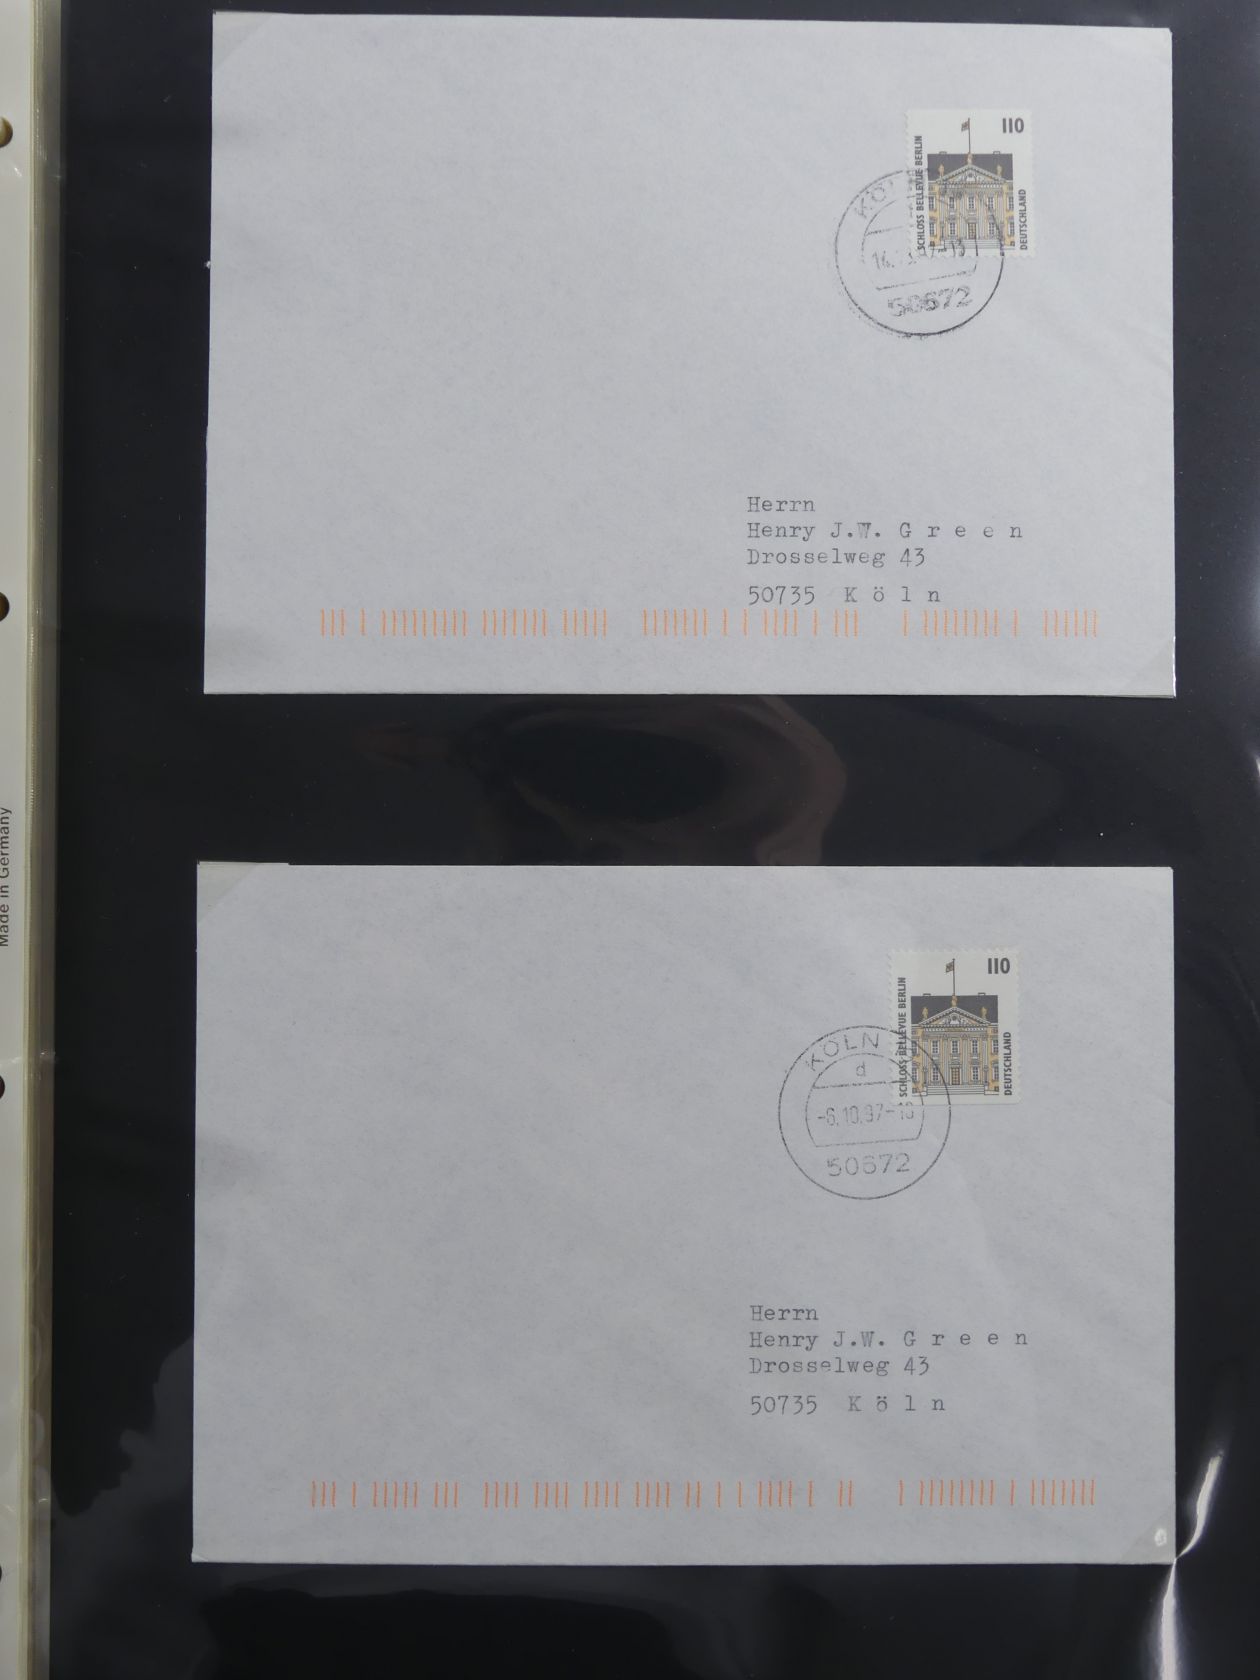 110
SCHLOSS BELLEVUE BERLIN
DEUTSCHLAND
50672
Herrn
Henry J.W. G r e e n
Drosselweg 43
50735 K ö l n
Made in Germany
110
SCHLOSS BELLEVUE BERLIN
DEUTSCHLAND
KÖLN
d
-6.10.97-18
50672
Herrn
Henry J.W. G r e e n
Drosselweg 43
50735 K ö l n